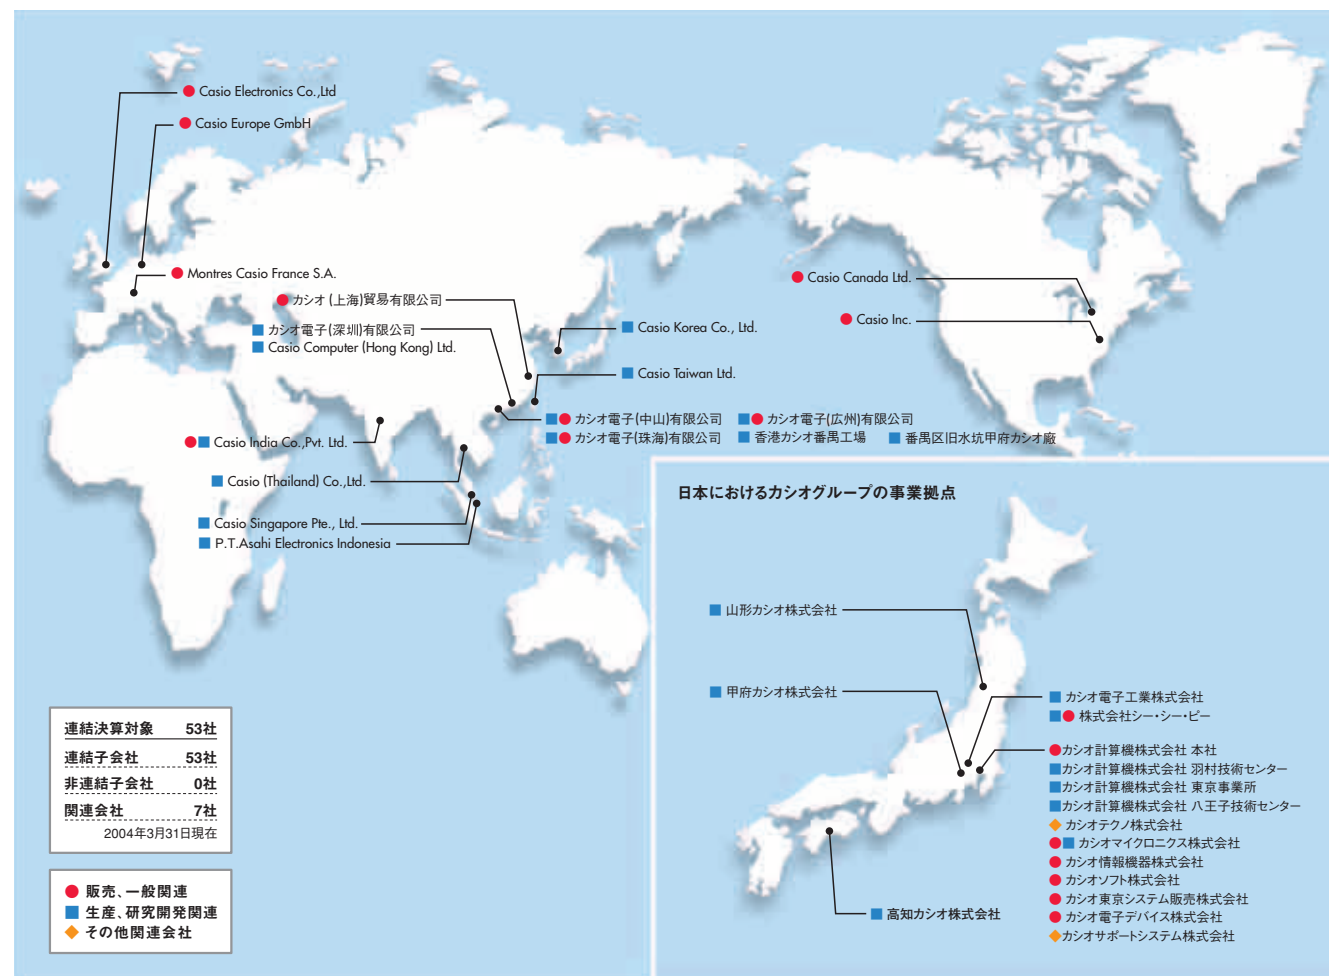 Casio Electronics Co.,Ltd
Casio Europe GmbH
Montres Casio France S.A.
カシオ (上海)貿易有限公司
カシオ電子(深圳)有限公司
Casio Computer (Hong Kong) Ltd.
Casio Korea Co., Ltd.
Casio Taiwan Ltd.
Casio Canada Ltd.
Casio Inc.
カシオ電子(中山)有限公司 カシオ電子(広州)有限公司
カシオ電子(珠海)有限公司 香港カシオ番禺工場 番禺区旧水坑甲府カシオ廠
Casio India Co.,Pvt. Ltd.
Casio (Thailand) Co.,Ltd.
Casio Singapore Pte., Ltd.
P.T.Asahi Electronics Indonesia
日本におけるカシオグループの事業拠点
山形カシオ株式会社
甲府カシオ株式会社
カシオ電子工業株式会社
株式会社シー・シー・ピー
カシオ計算機株式会社 本社
カシオ計算機株式会社 羽村技術センター
カシオ計算機株式会社 東京事業所
カシオ計算機株式会社 八王子技術センター
カシオテクノ株式会社
カシオマイクロニクス株式会社
カシオ情報機器株式会社
カシオソフト株式会社
カシオ東京システム販売株式会社
カシオ電子デバイス株式会社
カシオサポートシステム株式会社
高知カシオ株式会社
連結決算対象 53社
連結子会社 53社
非連結子会社 0社
関連会社 7社
2004年3月31日現在
販売、一般関連
生産、研究開発関連
その他関連会社